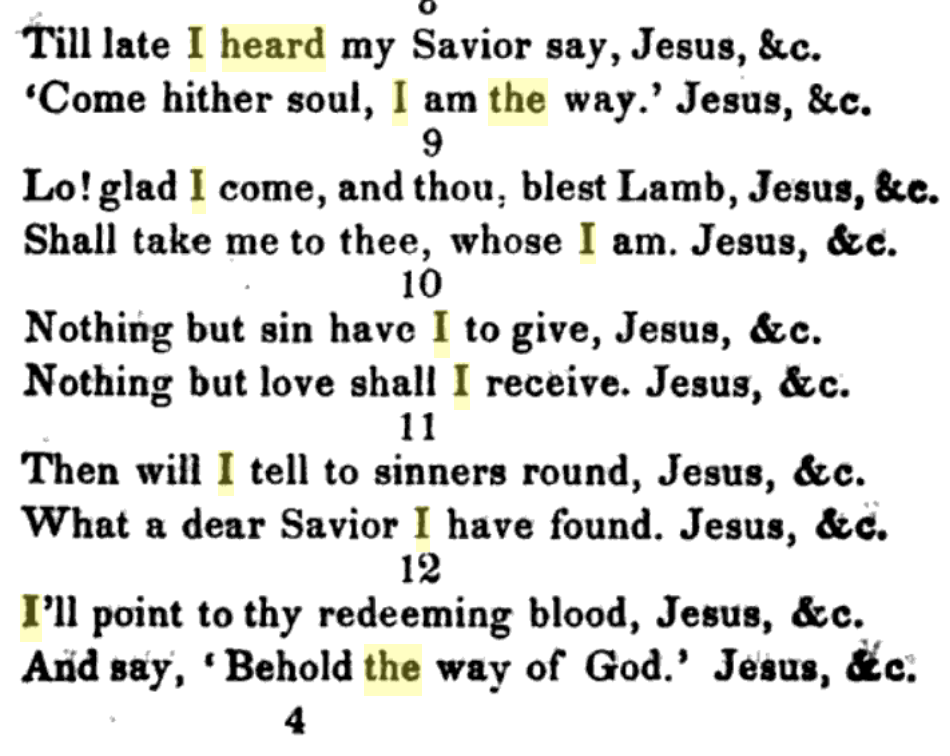 8
Till late I heard my Savior say, Jesus, &c.
‘Come hither soul, I am the way.’ Jesus, &c.
9
Lo! glad I come, and thou, blest Lamb, Jesus, &c.
Shall take me to thee, whose I am. Jesus, &c.
10
Nothing but sin have I to give, Jesus, &c.
Nothing but love shall I receive. Jesus, &c.
11
Then will I tell to sinners round, Jesus, &c.
What a dear Savior I have found. Jesus, &c.
12
I’ll point to thy redeeming blood, Jesus, &c.
And say, ‘Behold the way of God.’ Jesus, &c.
4